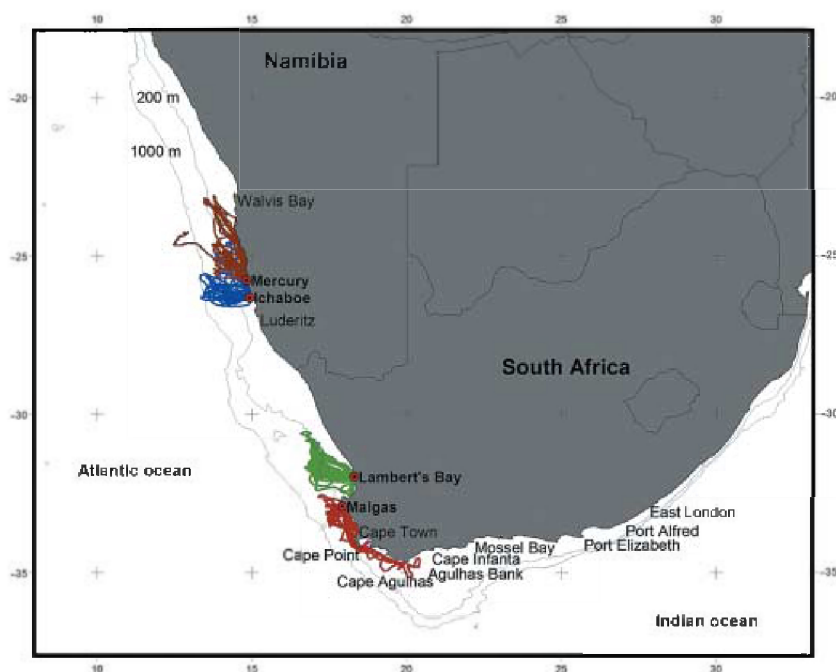 10 15 20 25 30
Namibia
-20 -20
200 m
1000 m
Walvis Bay
-25 -25
Mercury
Ichaboe
Luderitz
South Africa
-30 -30
Atlantic ocean
Lambert's Bay
Malgas
East London
Cape Town
Port Alfred
Mossel Bay
Port Elizabeth
Cape Point
Cape Infanta
Agulhas Bank
Cape Agulhas
-35 -35
Indian ocean
10 15 20 25 30